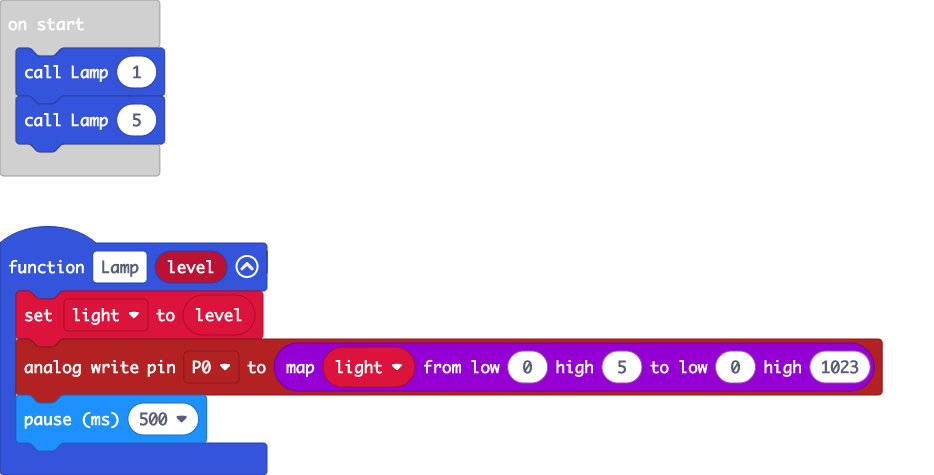 on start
call Lamp 1
call Lamp 5
function Lamp level
set light to level
analog write pin P0 to map light from low 0 high 5 to low 0 high 1023
pause (ms) 500